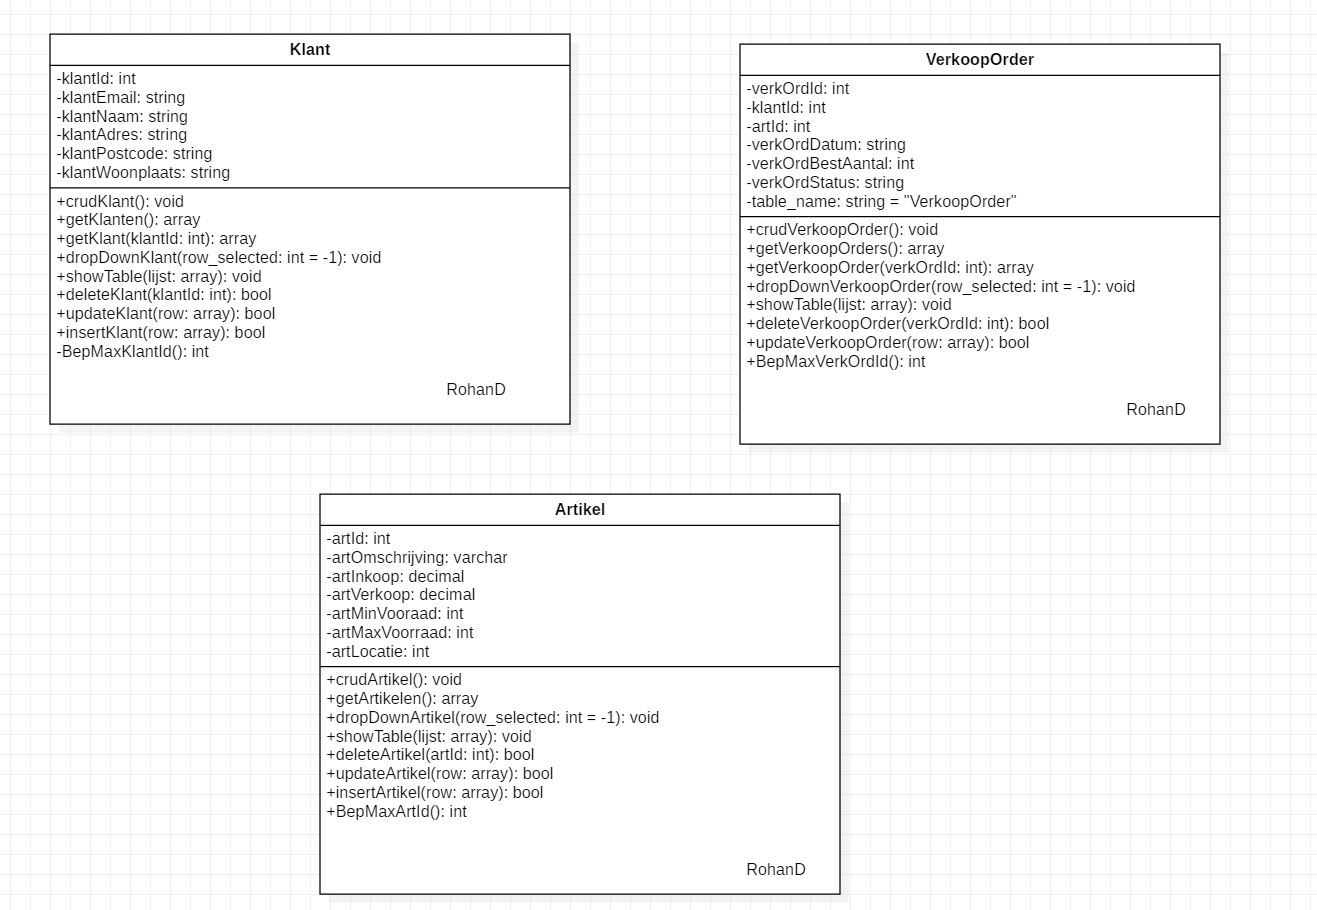 Klant
-klantId: int
-klantEmail: string
-klantNaam: string
-klantAdres: string
-klantPostcode: string
-klantWoonplaats: string
+crudKlant(): void
+getKlanten(): array
+getKlant(klantId: int): array
+dropDownKlant(row_selected: int = -1): void
+showTable(lijst: array): void
+deleteKlant(klantId: int): bool
+updateKlant(row: array): bool
+insertKlant(row: array): bool
-BepMaxKlantId(): int
RohanD
VerkoopOrder
-verkOrdId: int
-klantId: int
-artId: int
-verkOrdDatum: string
-verkOrdBestAantal: int
-verkOrdStatus: string
-table_name: string = "VerkoopOrder"
+crudVerkoopOrder(): void
+getVerkoopOrders(): array
+getVerkoopOrder(verkOrdId: int): array
+dropDownVerkoopOrder(row_selected: int = -1): void
+showTable(lijst: array): void
+deleteVerkoopOrder(verkOrdId: int): bool
+updateVerkoopOrder(row: array): bool
+BepMaxVerkOrdId(): int
RohanD
Artikel
-artId: int
-artOmschrijving: varchar
-artInkoop: decimal
-artVerkoop: decimal
-artMinVooraad: int
-artMaxVoorraad: int
-artLocatie: int
+crudArtikel(): void
+getArtikelen(): array
+dropDownArtikel(row_selected: int = -1): void
+showTable(lijst: array): void
+deleteArtikel(artId: int): bool
+updateArtikel(row: array): bool
+insertArtikel(row: array): bool
+BepMaxArtId(): int
RohanD